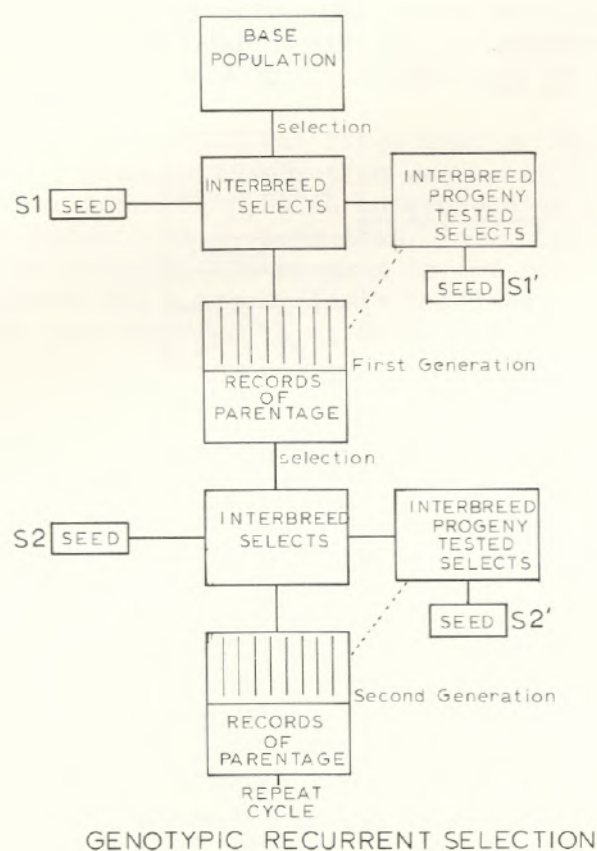 BASE
POPULATION
selection
INTERBREED
SELECTS
S1 SEED
INTERBREED
PROGENY
TESTED
SELECTS
SEED S1'
First Generation
RECORDS
OF
PARENTAGE
selection
INTERBREED
SELECTS
S2 SEED
INTERBREED
PROGENY
TESTED
SELECTS
SEED S2'
Second Generation
RECORDS
OF
PARENTAGE
REPEAT
CYCLE
GENOTYPIC RECURRENT SELECTION